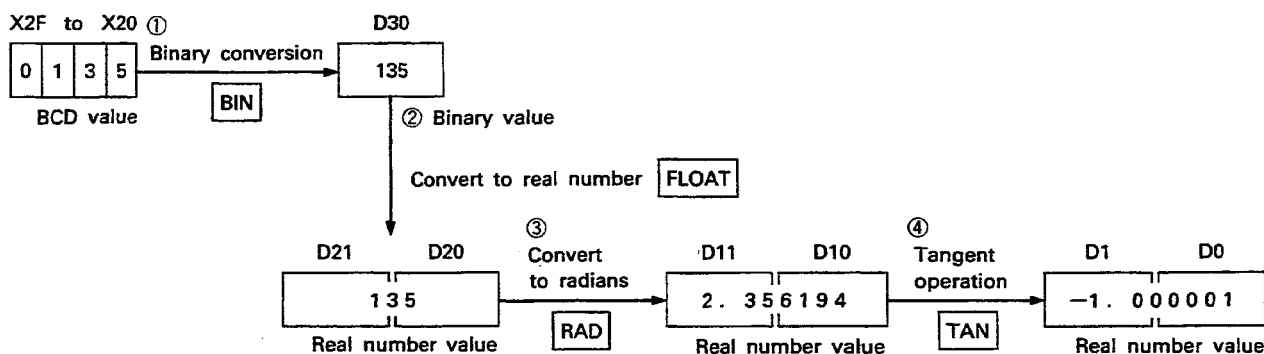 X2F to X20
①
Binary conversion
BIN
D30
0 1 3 5
135
BCD value
② Binary value
Convert to real number FLOAT
D21 D20
135
Real number value
③
Convert
to radians
RAD
D11 D10
2. 356194
Real number value
④
Tangent
operation
TAN
D1 D0
−1. 000001
Real number value